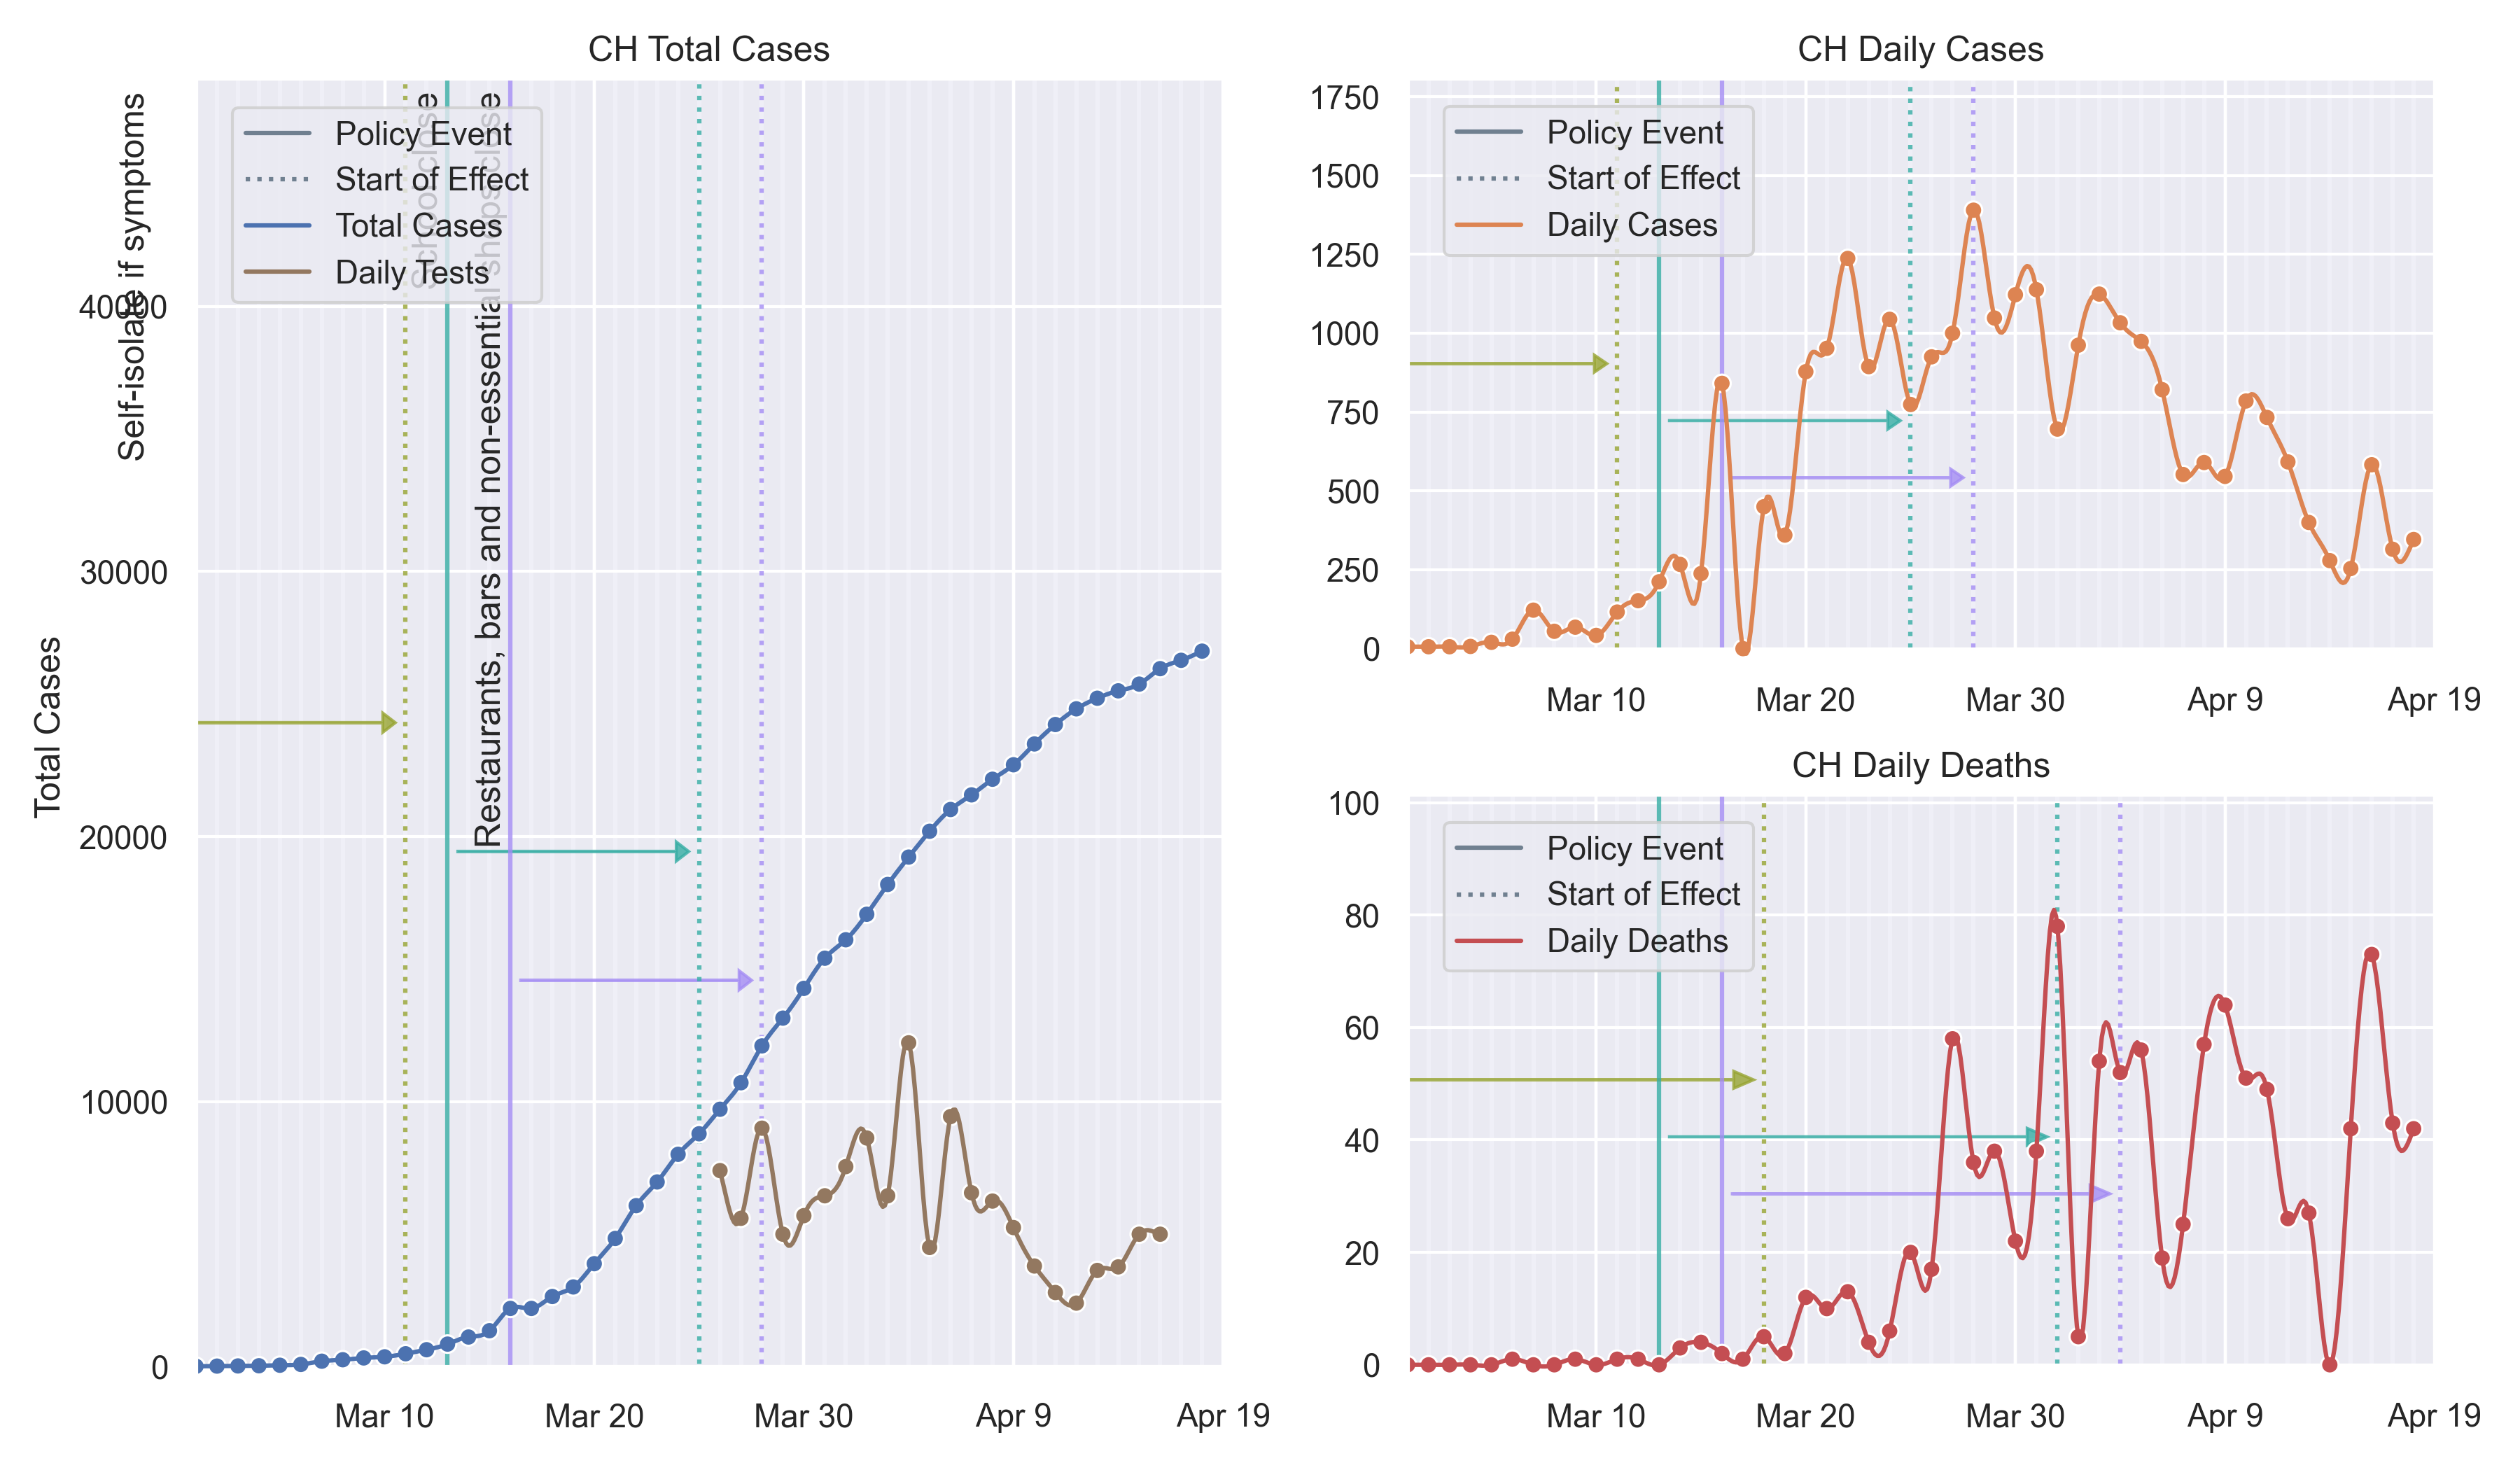 CH Total Cases
Total Cases
40000
30000
20000
10000
0
Self-isolate if symptoms
School close
Restaurants, bars and non-essential shops close
Policy Event
Start of Effect
Total Cases
Daily Tests
Mar 10
Mar 20
Mar 30
Apr 9
Apr 19
CH Daily Cases
1750
1500
1250
1000
750
500
250
0
Policy Event
Start of Effect
Daily Cases
Mar 10
Mar 20
Mar 30
Apr 9
Apr 19
CH Daily Deaths
100
80
60
40
20
0
Policy Event
Start of Effect
Daily Deaths
Mar 10
Mar 20
Mar 30
Apr 9
Apr 19